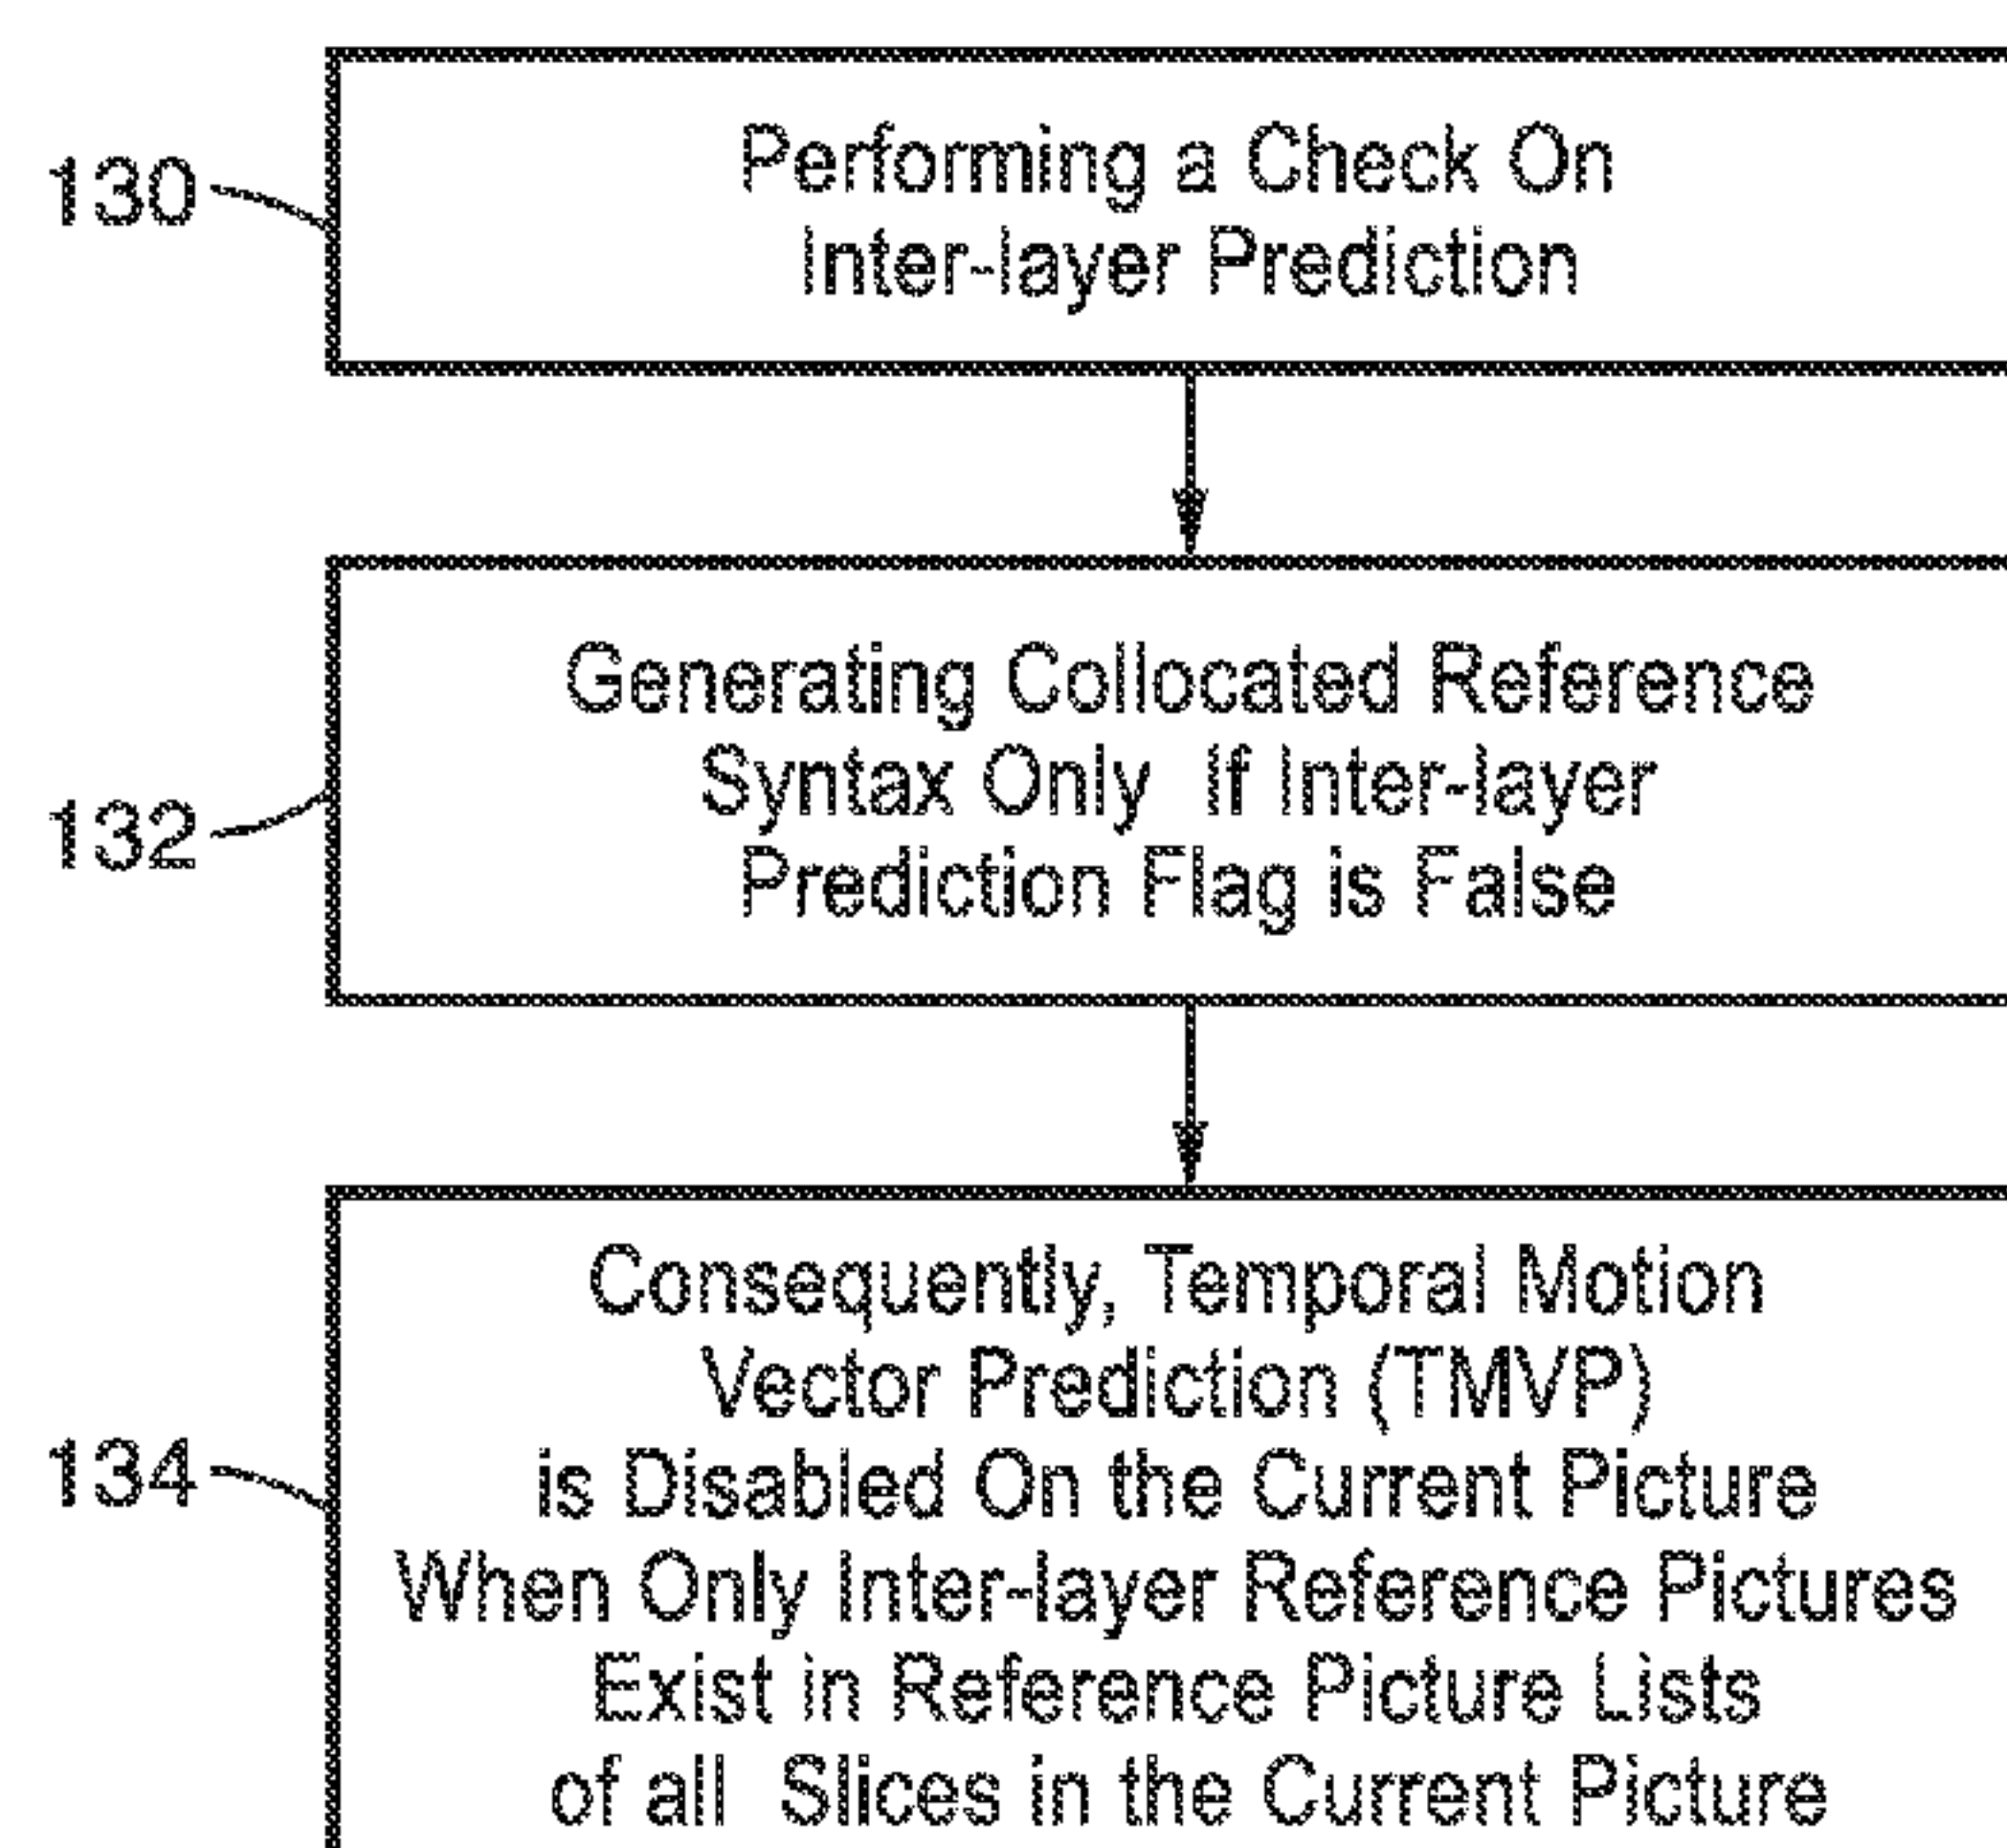 130
Performing a Check On
Inter-layer Prediction
132
Generating Collocated Reference
Syntax Only If Inter-layer
Prediction Flag is False
134
Consequently, Temporal Motion
Vector Prediction (TMVP)
is Disabled On the Current Picture
When Only Inter-layer Reference Pictures
Exist in Reference Picture Lists
of all Slices in the Current Picture